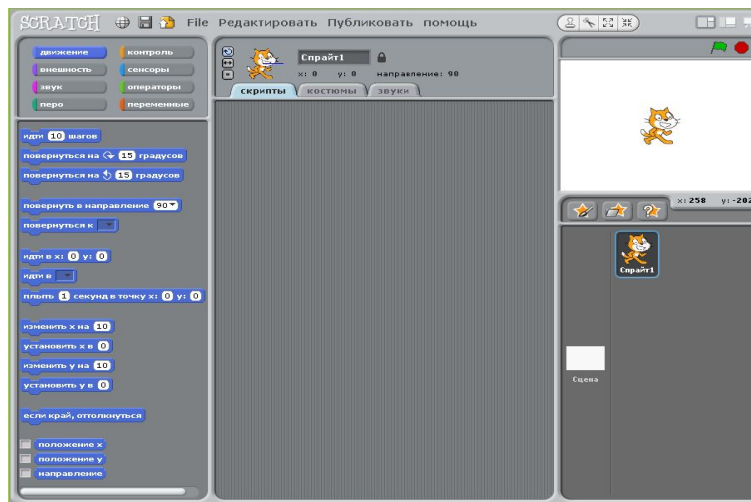 SCRATCH File Редактировать Публиковать помощь
движение контроль
внешность сенсоры
звук операторы
перо переменные
Спрайт1
x: 0 y: 0 направление: 90
скрипты костюмы звуки
идти 10 шагов
повернуться на 15 градусов
повернуться на 15 градусов
повернуть в направление 90
повернуться к
идти в x: 0 y: 0
идти в
плыть 1 секунд в точку x: 0 y: 0
изменить x на 10
установить x в 0
изменить y на 10
установить y в 0
если край, оттолкнуться
положение x
положение y
направление
x: 258 y: -202
Спрайт1
Сцена